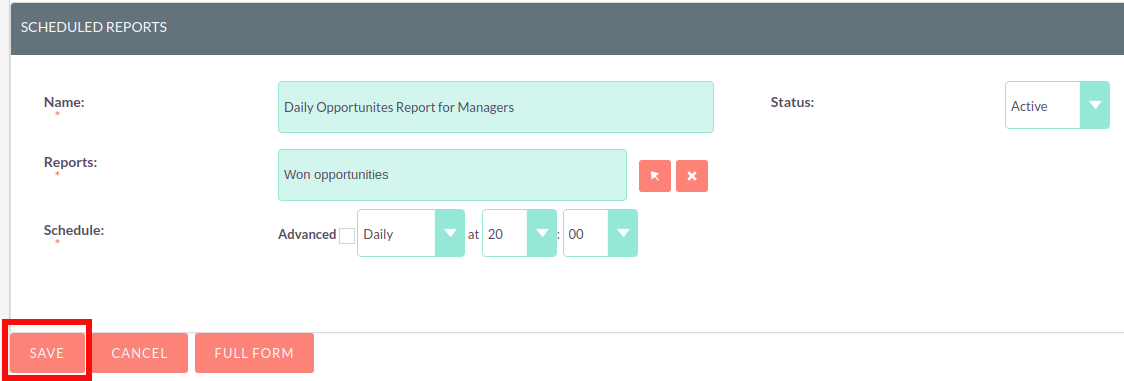 SCHEDULED REPORTS
Name: Daily Opportunites Report for Managers Status: Active
*
Reports: Won opportunities
*
Schedule: Advanced Daily at 20 : 00
*
SAVE CANCEL FULL FORM